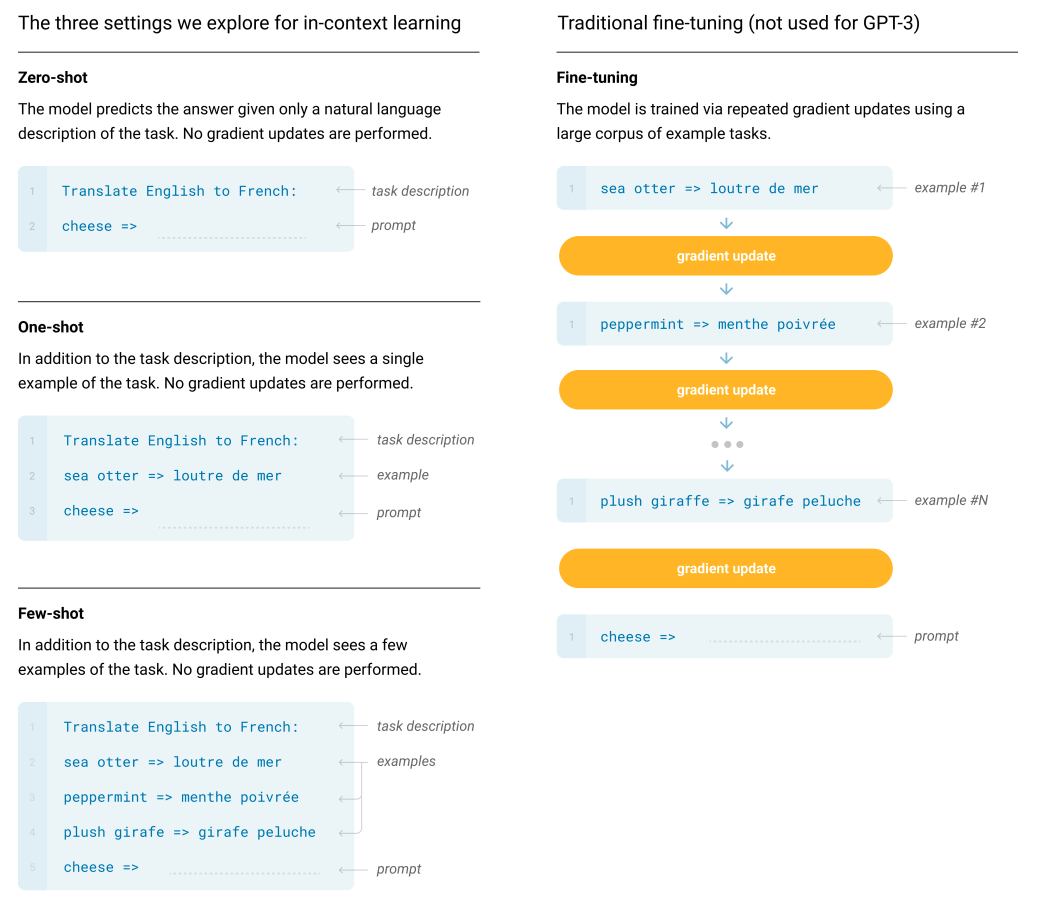 The three settings we explore for in-context learning
Zero-shot
The model predicts the answer given only a natural language
description of the task. No gradient updates are performed.
1 Translate English to French: task description
2 cheese => prompt
One-shot
In addition to the task description, the model sees a single
example of the task. No gradient updates are performed.
1 Translate English to French: task description
2 sea otter => loutre de mer example
3 cheese => prompt
Few-shot
In addition to the task description, the model sees a few
examples of the task. No gradient updates are performed.
1 Translate English to French: task description
2 sea otter => loutre de mer examples
3 peppermint => menthe poivrée
4 plush girafe => girafe peluche
5 cheese => prompt
Traditional fine-tuning (not used for GPT-3)
Fine-tuning
The model is trained via repeated gradient updates using a
large corpus of example tasks.
1 sea otter => loutre de mer example #1
gradient update
1 peppermint => menthe poivrée example #2
gradient update
1 plush giraffe => girafe peluche example #N
gradient update
1 cheese => prompt